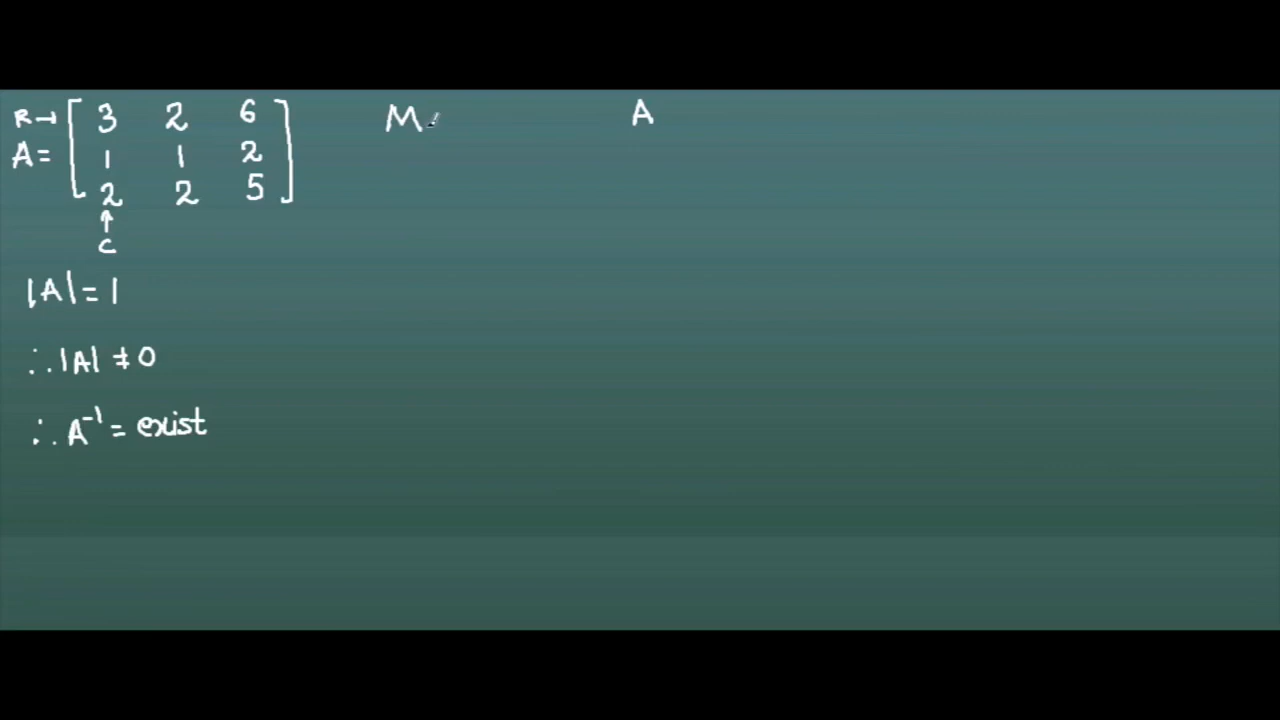 R→ 3 2 6 M A
A= 1 1 2
2 2 5
↑
C
|A| = 1
∴ |A| ≠ 0
∴ A⁻¹ = exist